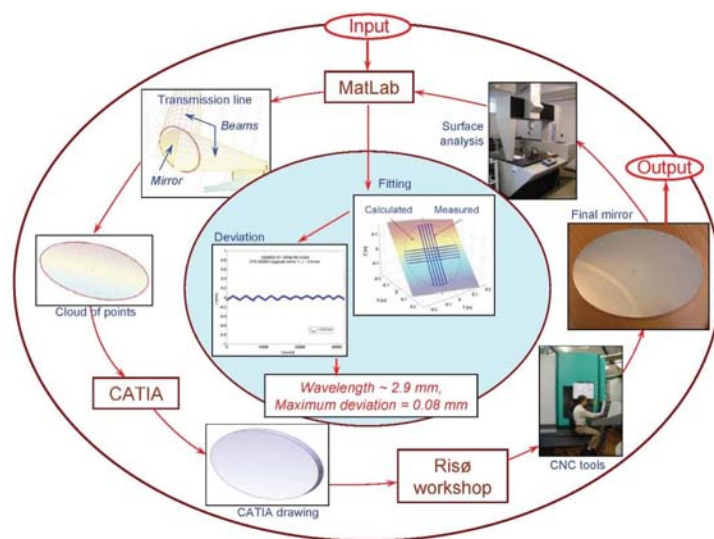 Input
MatLab
Transmission line
Beams
Mirror
Surface
analysis
Output
Fitting
Calculated
Measured
Final mirror
Deviation
Cloud of points
CATIA
Wavelength ~ 2.9 mm,
Maximum deviation = 0.08 mm
Risø
workshop
CNC tools
CATIA drawing